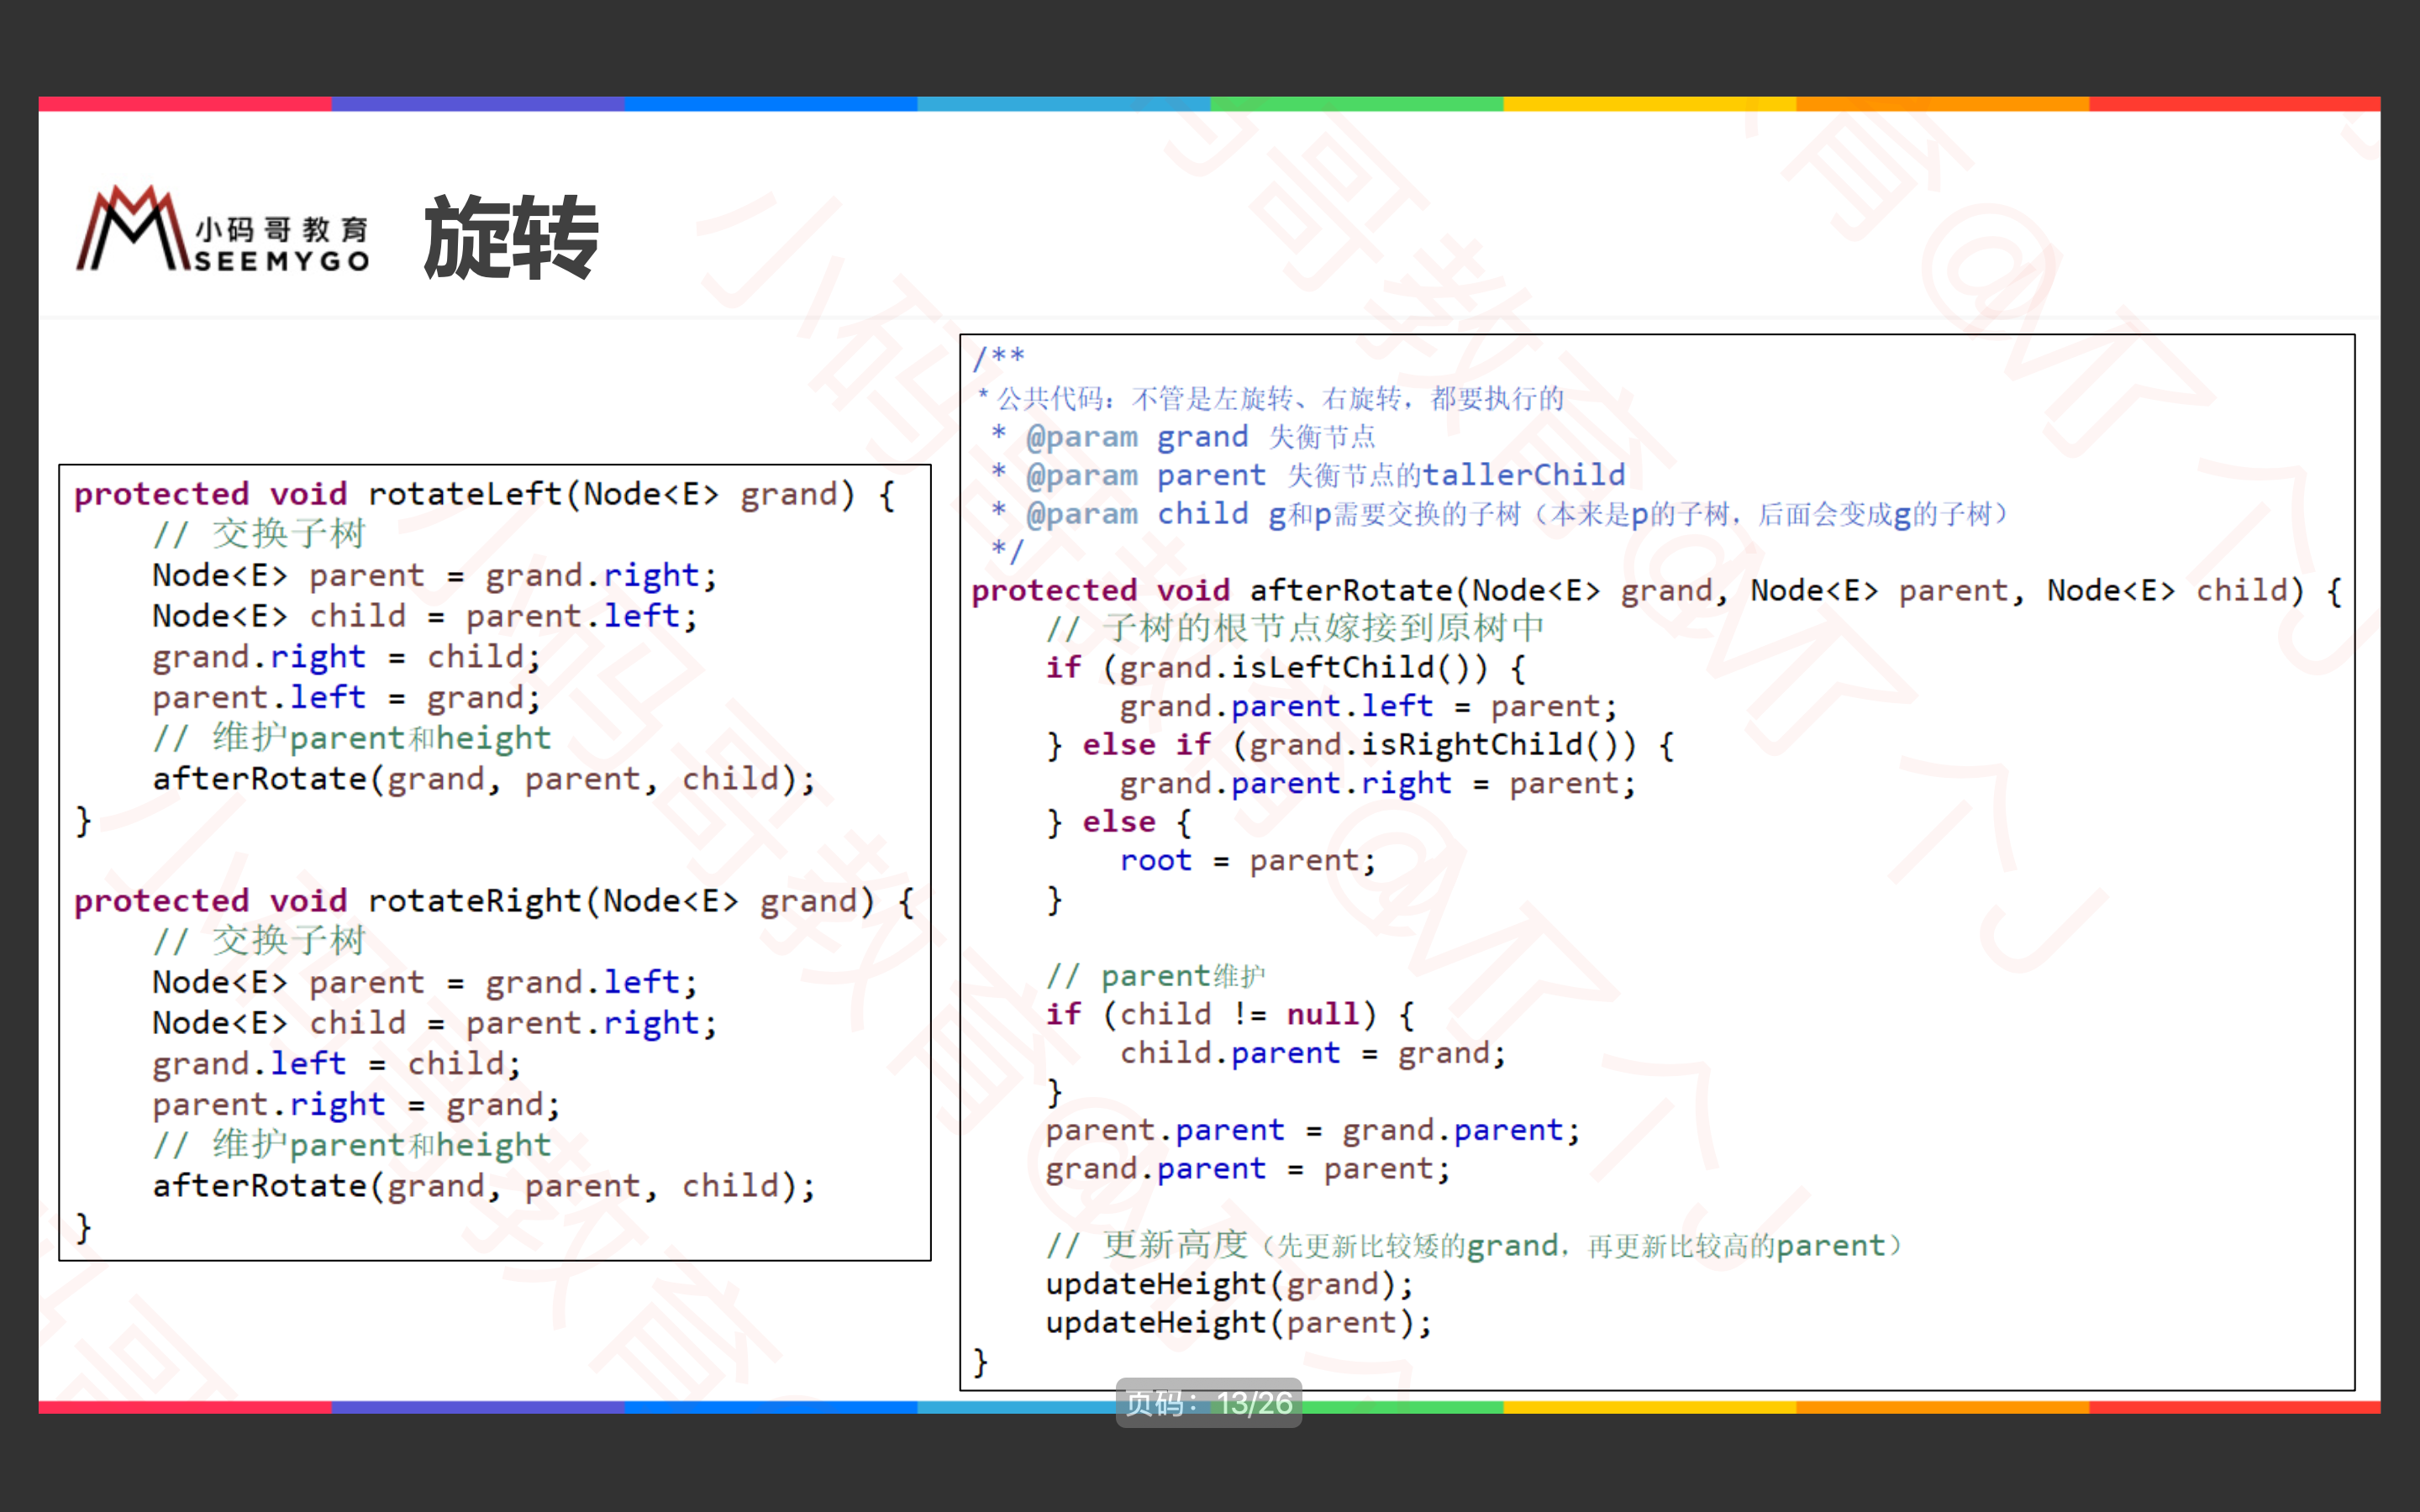 小码哥教育
SEEMYGO
旋转
protected void rotateLeft(Node<E> grand) {
// 交换子树
Node<E> parent = grand.right;
Node<E> child = parent.left;
grand.right = child;
parent.left = grand;
// 维护parent和height
afterRotate(grand, parent, child);
}
protected void rotateRight(Node<E> grand) {
// 交换子树
Node<E> parent = grand.left;
Node<E> child = parent.right;
grand.left = child;
parent.right = grand;
// 维护parent和height
afterRotate(grand, parent, child);
}
/**
* 公共代码：不管是左旋转、右旋转，都要执行的
* @param grand 失衡节点
* @param parent 失衡节点的tallerChild
* @param child g和p需要交换的子树（本来是p的子树，后面会变成g的子树）
*/
protected void afterRotate(Node<E> grand, Node<E> parent, Node<E> child) {
// 子树的根节点嫁接到原树中
if (grand.isLeftChild()) {
grand.parent.left = parent;
} else if (grand.isRightChild()) {
grand.parent.right = parent;
} else {
root = parent;
}
// parent维护
if (child != null) {
child.parent = grand;
}
parent.parent = grand.parent;
grand.parent = parent;
// 更新高度（先更新比较矮的grand，再更新比较高的parent）
updateHeight(grand);
updateHeight(parent);
}
页码：13/26
小码哥教育@M了个J